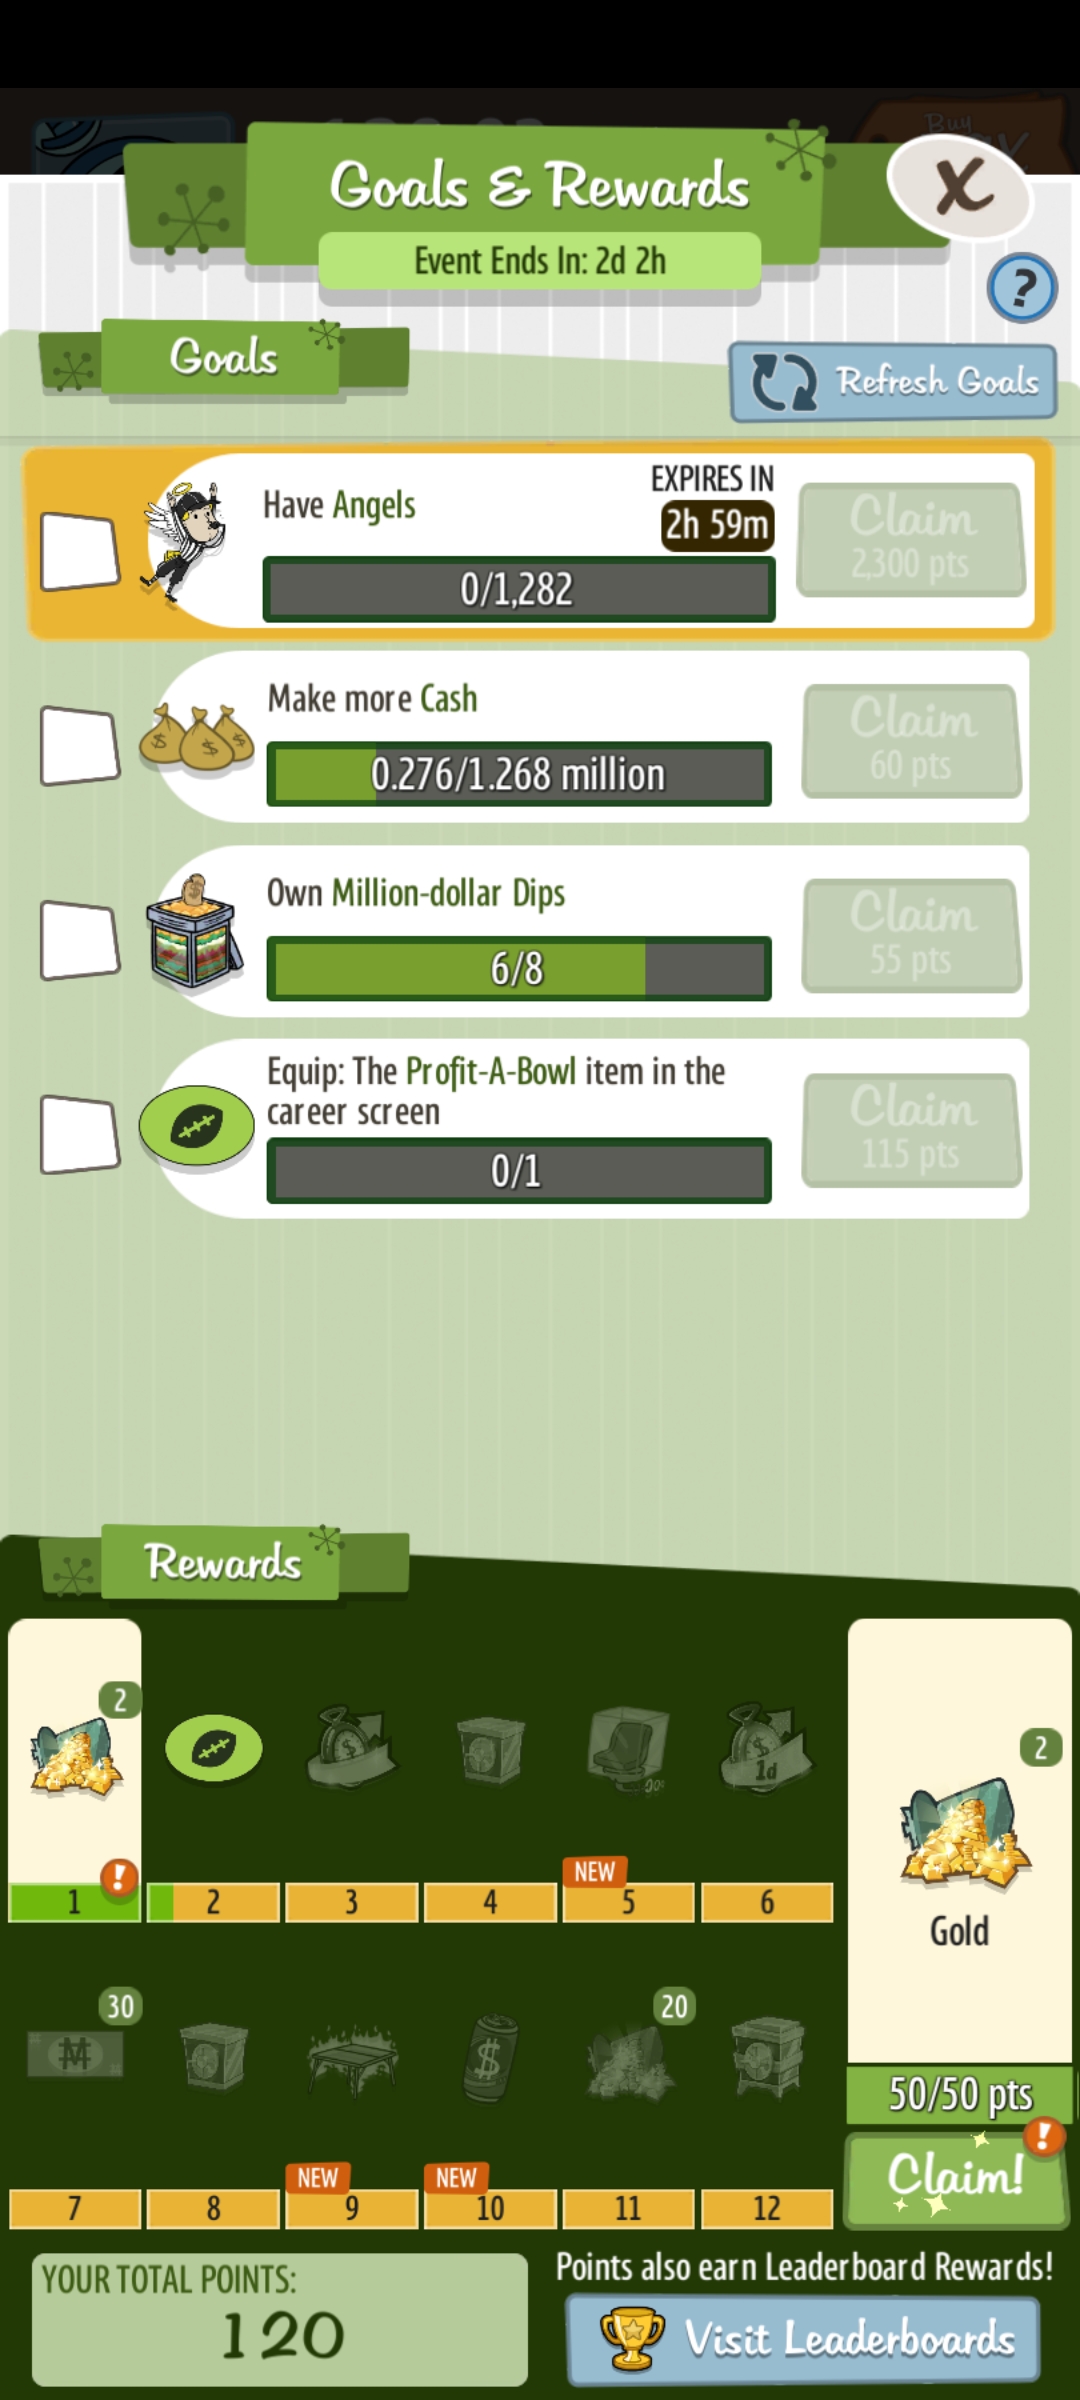 Buy
Goals & Rewards
X
Event Ends In: 2d 2h
?
Goals
Refresh Goals
Have Angels
EXPIRES IN
2h 59m
0/1,282
Claim
2,300 pts
Make more Cash
0.276/1.268 million
Claim
60 pts
Own Million-dollar Dips
6/8
Claim
55 pts
Equip: The Profit-A-Bowl item in the
career screen
0/1
Claim
115 pts
Rewards
2
1d
2
Gold
!
NEW
1 2 3 4 5 6
30
20
50/50 pts
!
Claim!
NEW
NEW
7 8 9 10 11 12
YOUR TOTAL POINTS:
120
Points also earn Leaderboard Rewards!
Visit Leaderboards